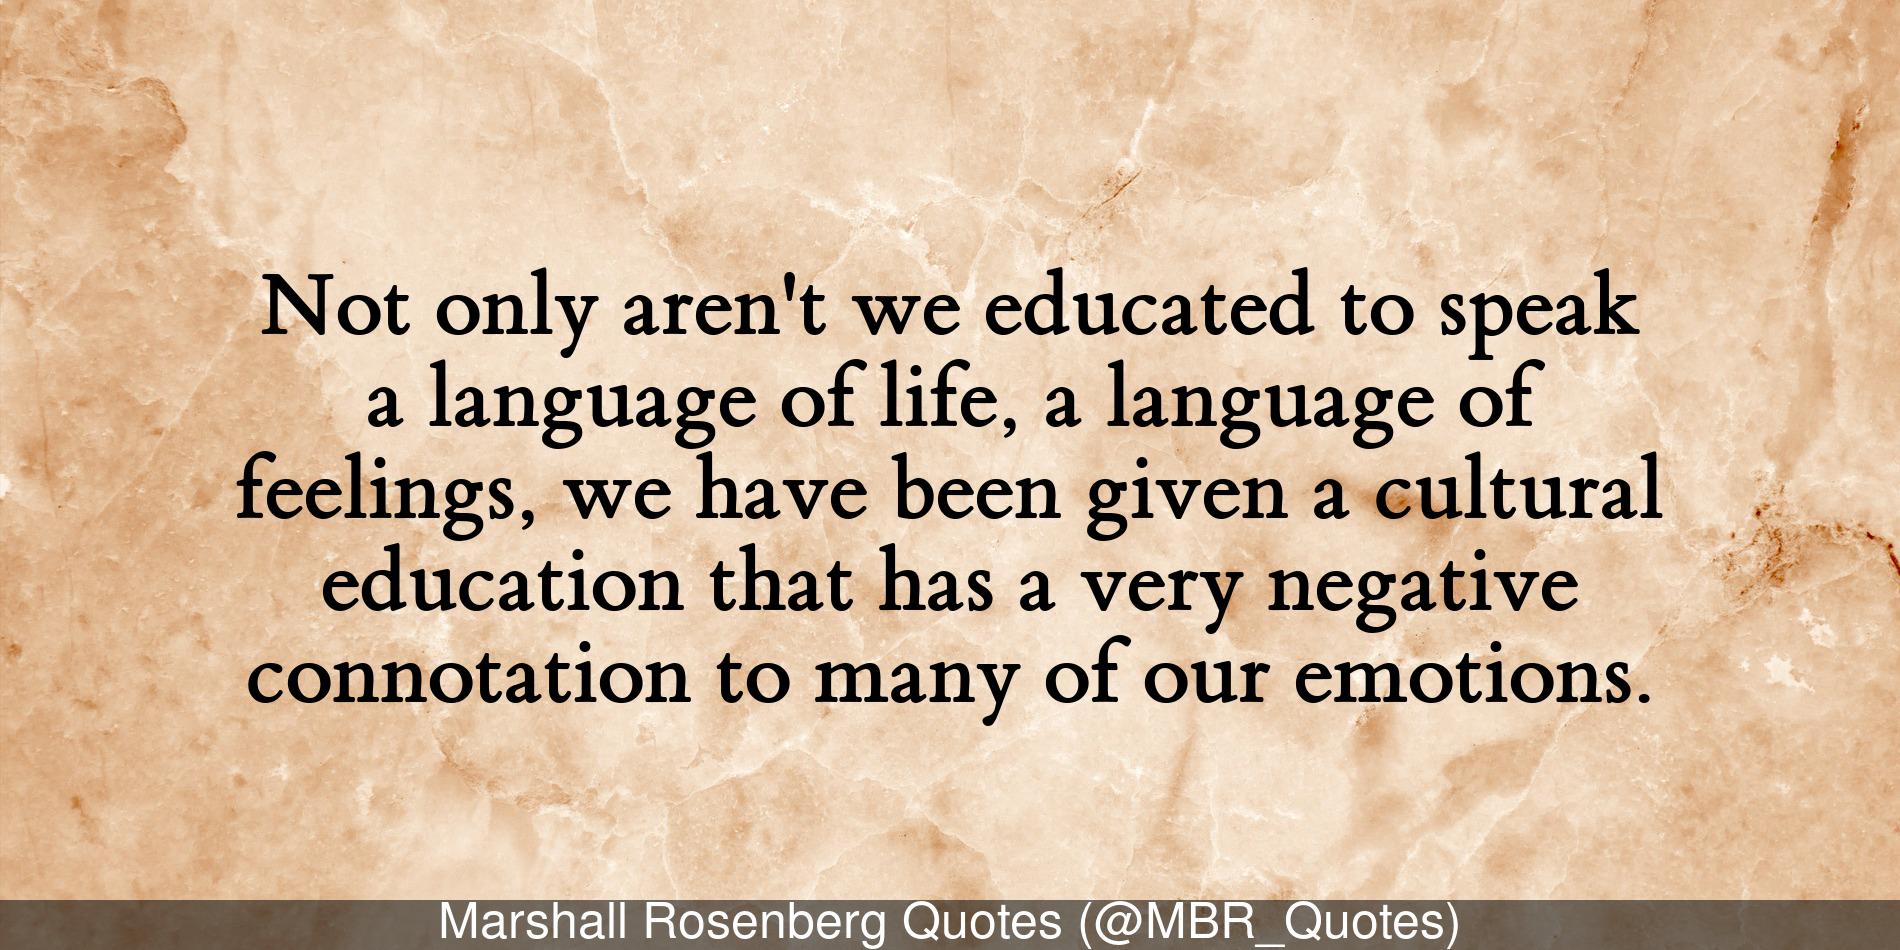 Not only aren't we educated to speak
a language of life, a language of
feelings, we have been given a cultural
education that has a very negative
connotation to many of our emotions.
Marshall Rosenberg Quotes (@MBR_Quotes)